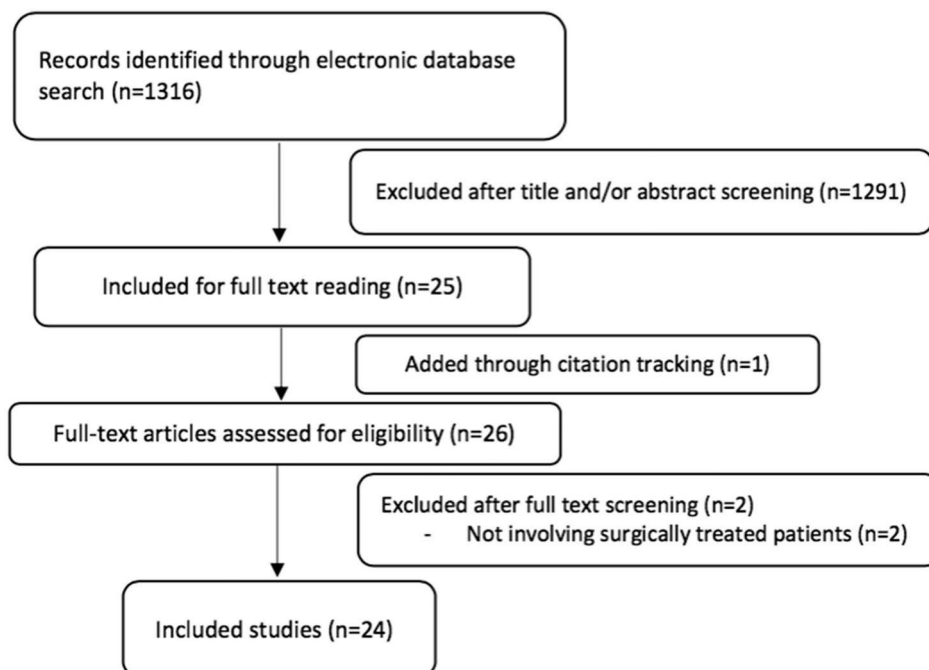 Records identified through electronic database
search (n=1316)
Excluded after title and/or abstract screening (n=1291)
Included for full text reading (n=25)
Added through citation tracking (n=1)
Full-text articles assessed for eligibility (n=26)
Excluded after full text screening (n=2)
- Not involving surgically treated patients (n=2)
Included studies (n=24)